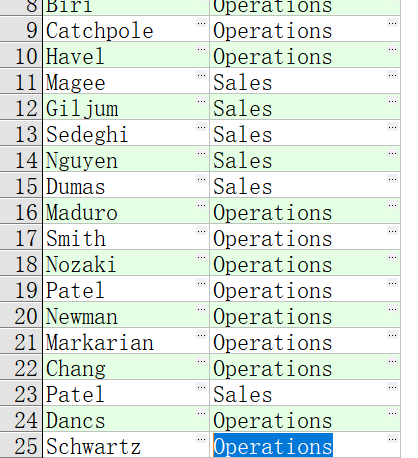 8 Biri ... Operations ...
9 Catchpole ... Operations ...
10 Havel ... Operations ...
11 Magee ... Sales ...
12 Giljum ... Sales ...
13 Sedeghi ... Sales ...
14 Nguyen ... Sales ...
15 Dumas ... Sales ...
16 Maduro ... Operations ...
17 Smith ... Operations ...
18 Nozaki ... Operations ...
19 Patel ... Operations ...
20 Newman ... Operations ...
21 Markarian ... Operations ...
22 Chang ... Operations ...
23 Patel ... Sales ...
24 Dancs ... Operations ...
25 Schwartz ... Operations ...